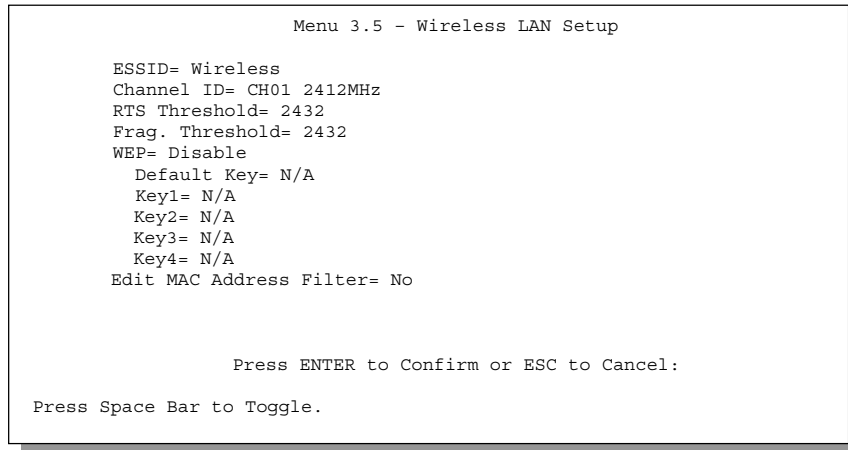 Menu 3.5 – Wireless LAN Setup
ESSID= Wireless
Channel ID= CH01 2412MHz
RTS Threshold= 2432
Frag. Threshold= 2432
WEP= Disable
Default Key= N/A
Key1= N/A
Key2= N/A
Key3= N/A
Key4= N/A
Edit MAC Address Filter= No
Press ENTER to Confirm or ESC to Cancel:
Press Space Bar to Toggle.